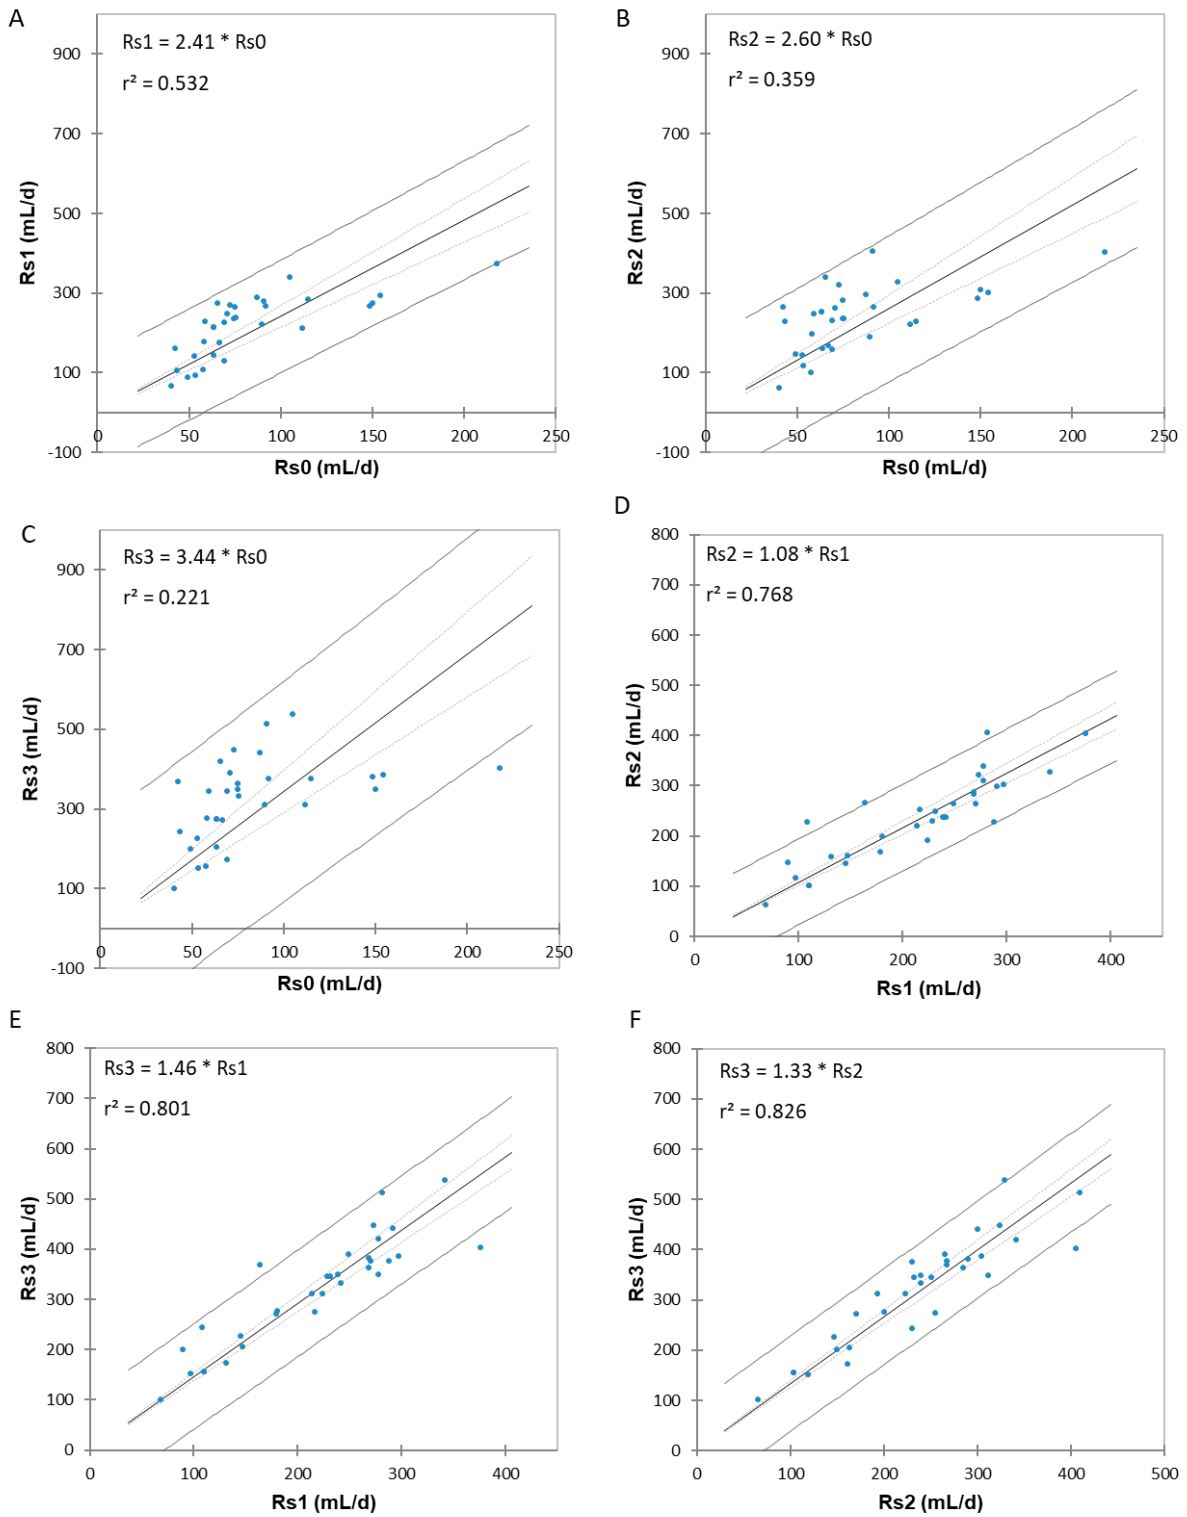 A
Rs1 = 2.41 * Rs0
r² = 0.532
900
700
500
300
100
-100
0
50
100
150
200
250
Rs1 (mL/d)
Rs0 (mL/d)
B
Rs2 = 2.60 * Rs0
r² = 0.359
900
700
500
300
100
-100
0
50
100
150
200
250
Rs2 (mL/d)
Rs0 (mL/d)
C
Rs3 = 3.44 * Rs0
r² = 0.221
900
700
500
300
100
-100
0
50
100
150
200
250
Rs3 (mL/d)
Rs0 (mL/d)
D
Rs2 = 1.08 * Rs1
r² = 0.768
800
700
600
500
400
300
200
100
0
0
100
200
300
400
Rs2 (mL/d)
Rs1 (mL/d)
E
Rs3 = 1.46 * Rs1
r² = 0.801
800
700
600
500
400
300
200
100
0
0
100
200
300
400
Rs3 (mL/d)
Rs1 (mL/d)
F
Rs3 = 1.33 * Rs2
r² = 0.826
800
700
600
500
400
300
200
100
0
0
100
200
300
400
500
Rs3 (mL/d)
Rs2 (mL/d)